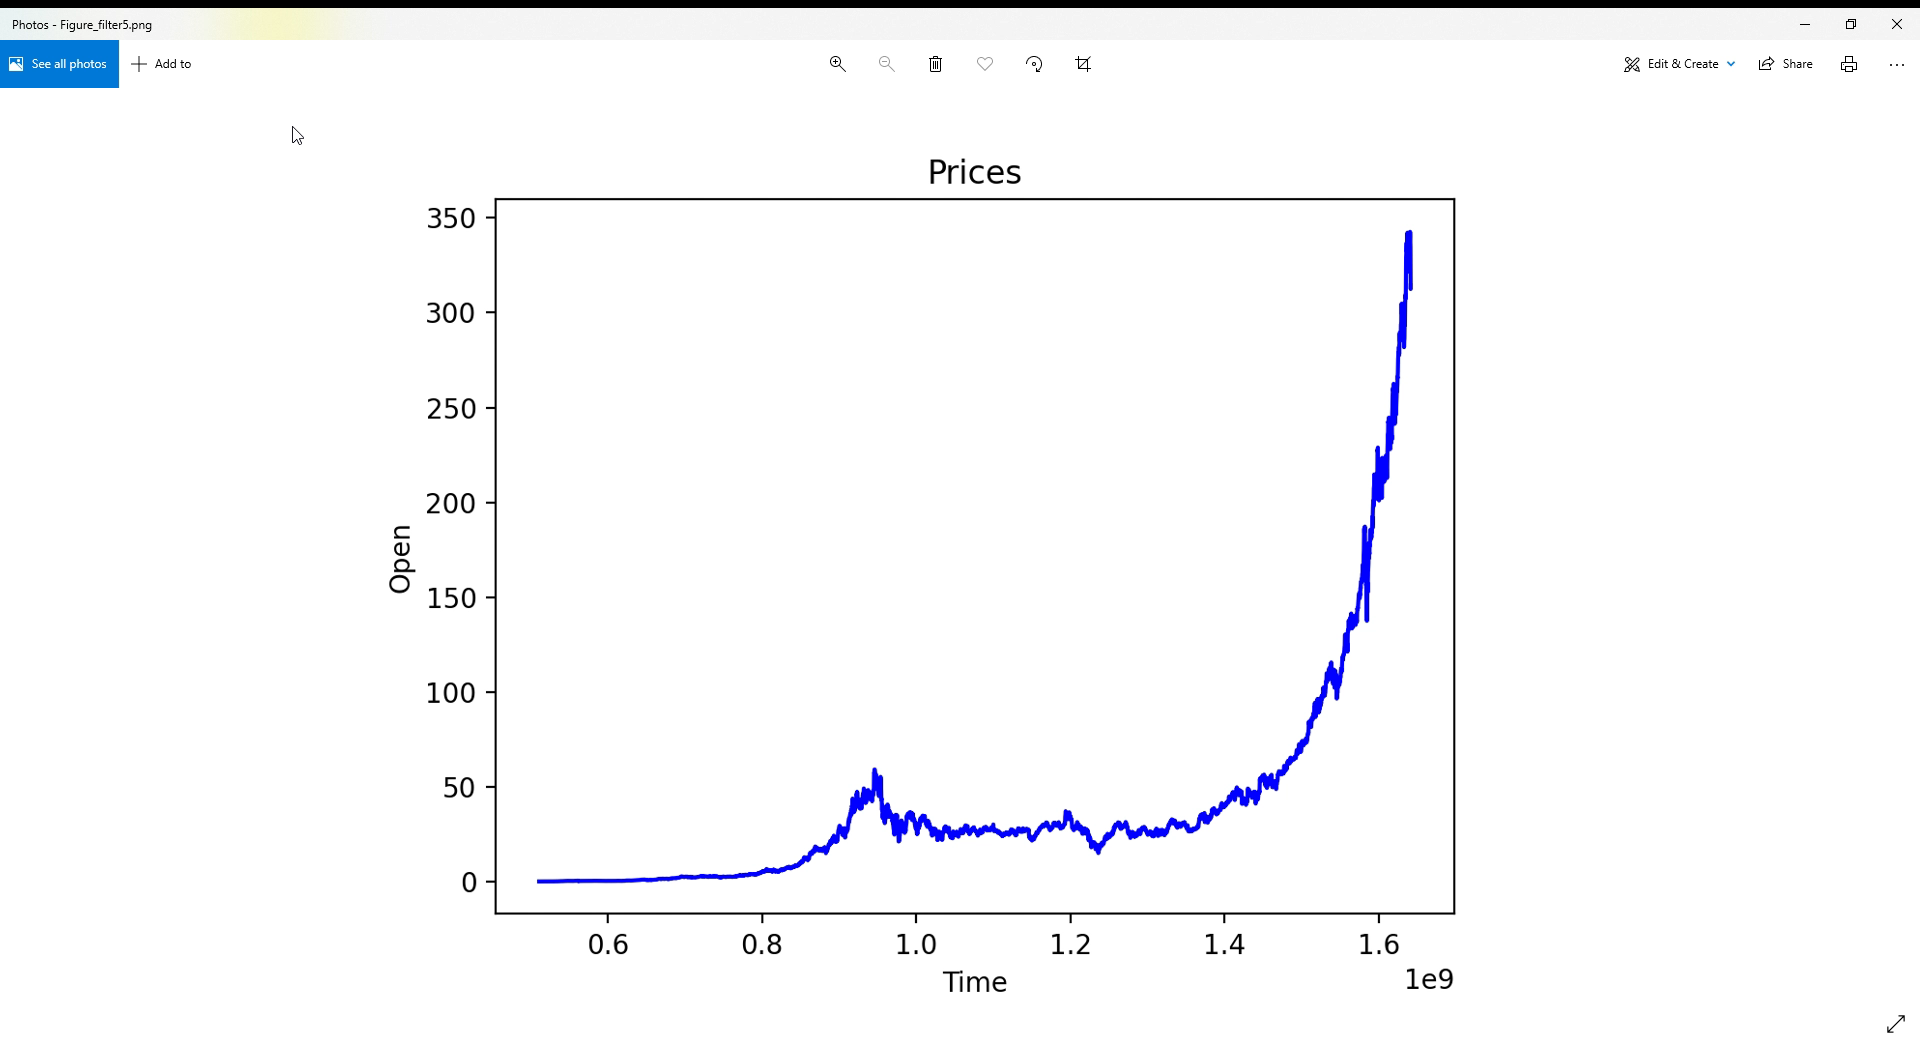 Photos - Figure_filter5.png
See all photos
Add to
Edit & Create
Share
Prices
350
300
250
200
150
100
50
0
Open
0.6 0.8 1.0 1.2 1.4 1.6
1e9
Time